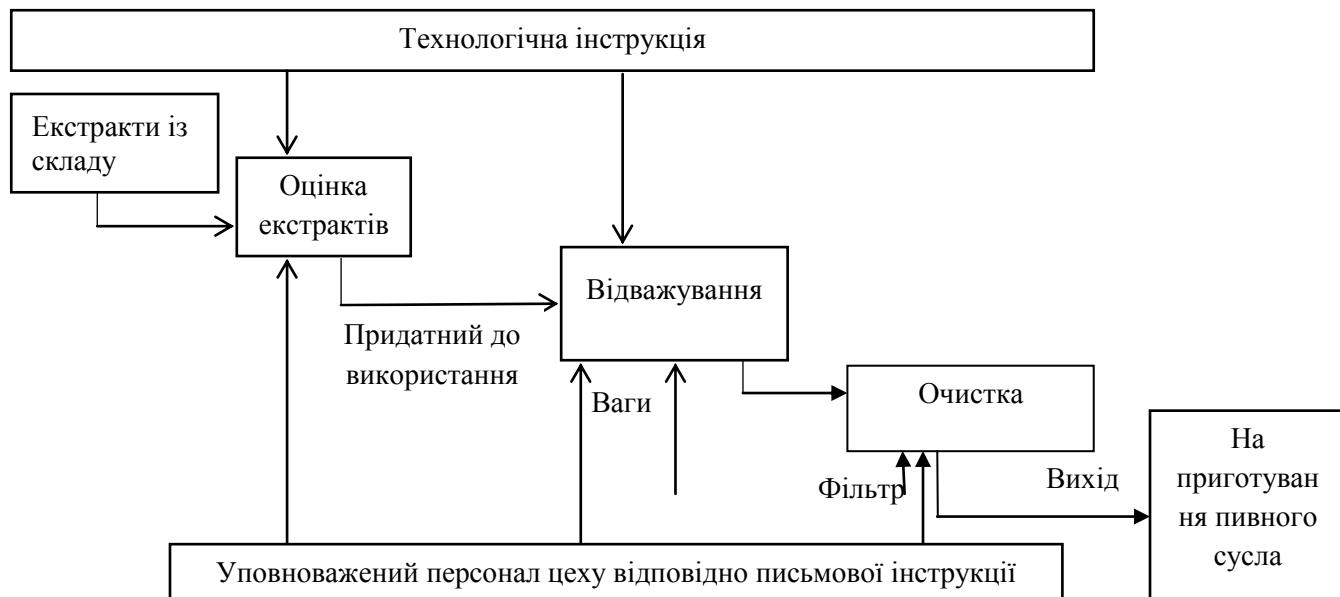 Технологічна інструкція
Екстракти із
складу
Оцінка
екстрактів
Відважування
Придатний до
використання
Ваги
Очистка
Фільтр
Вихід
На
приготуван
ня пивного
сусла
Уповноважений персонал цеху відповідно письмової інструкції